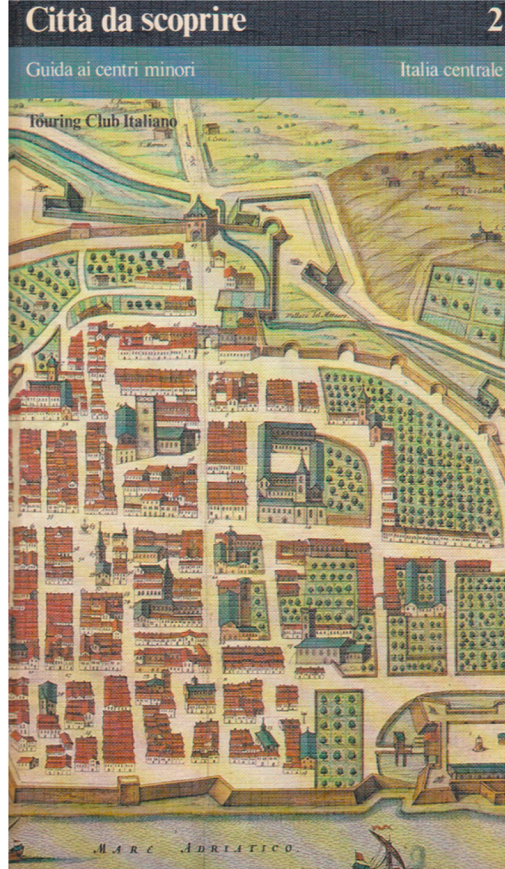 Città da scoprire 2
Guida ai centri minori Italia centrale
Touring Club Italiano
MARE ADRIATICO.